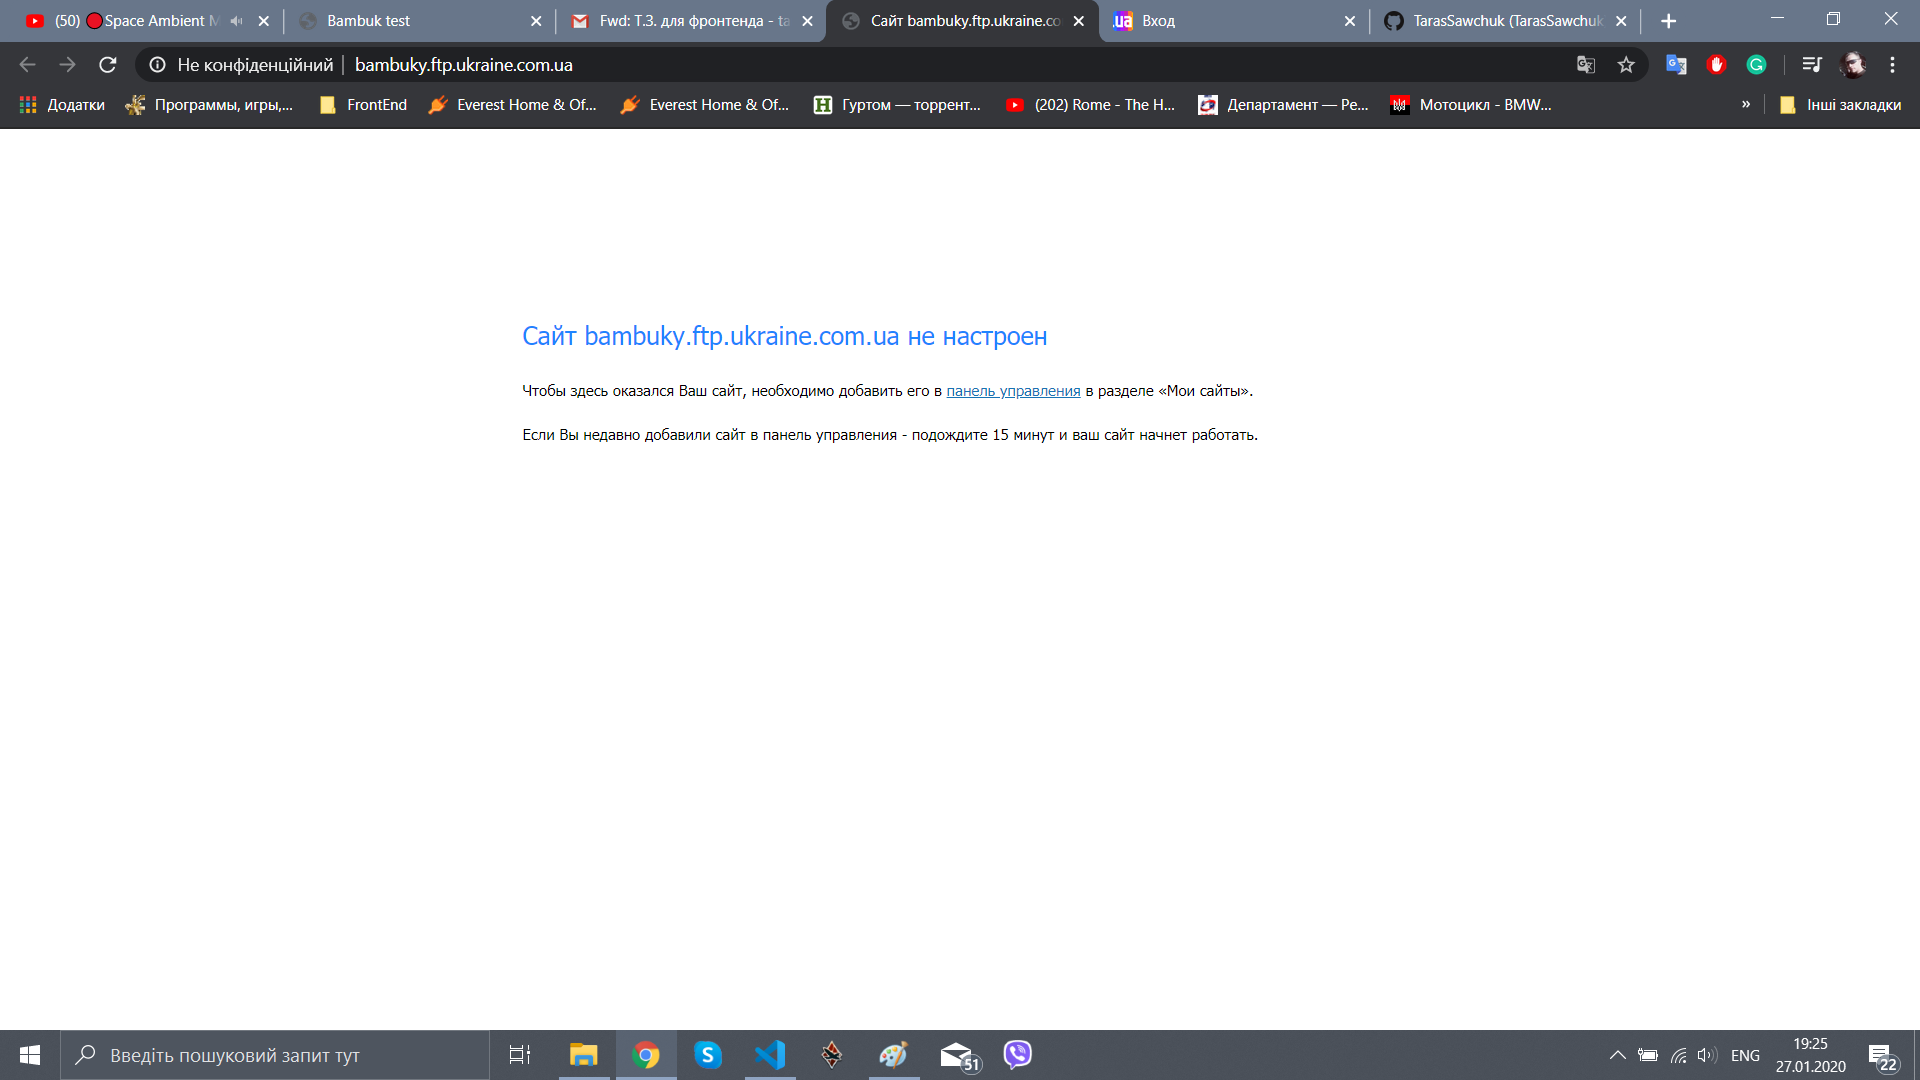 (50) 🔴Space Ambient M
Bambuk test
Fwd: Т.З. для фронтенда - ta
Сайт bambuky.ftp.ukraine.co
.ua Вход
TarasSawchuk (TarasSawchuk
Не конфіденційний | bambuky.ftp.ukraine.com.ua
Додатки
Программы, игры,...
FrontEnd
Everest Home & Of...
Everest Home & Of...
Гуртом — торрент...
(202) Rome - The H...
Департамент — Ре...
Мотоцикл - BMW...
»
Інші закладки
Сайт bambuky.ftp.ukraine.com.ua не настроен
Чтобы здесь оказался Ваш сайт, необходимо добавить его в панель управления в разделе «Мои сайты».
Если Вы недавно добавили сайт в панель управления - подождите 15 минут и ваш сайт начнет работать.
Введіть пошуковий запит тут
51
ENG
19:25
27.01.2020
22